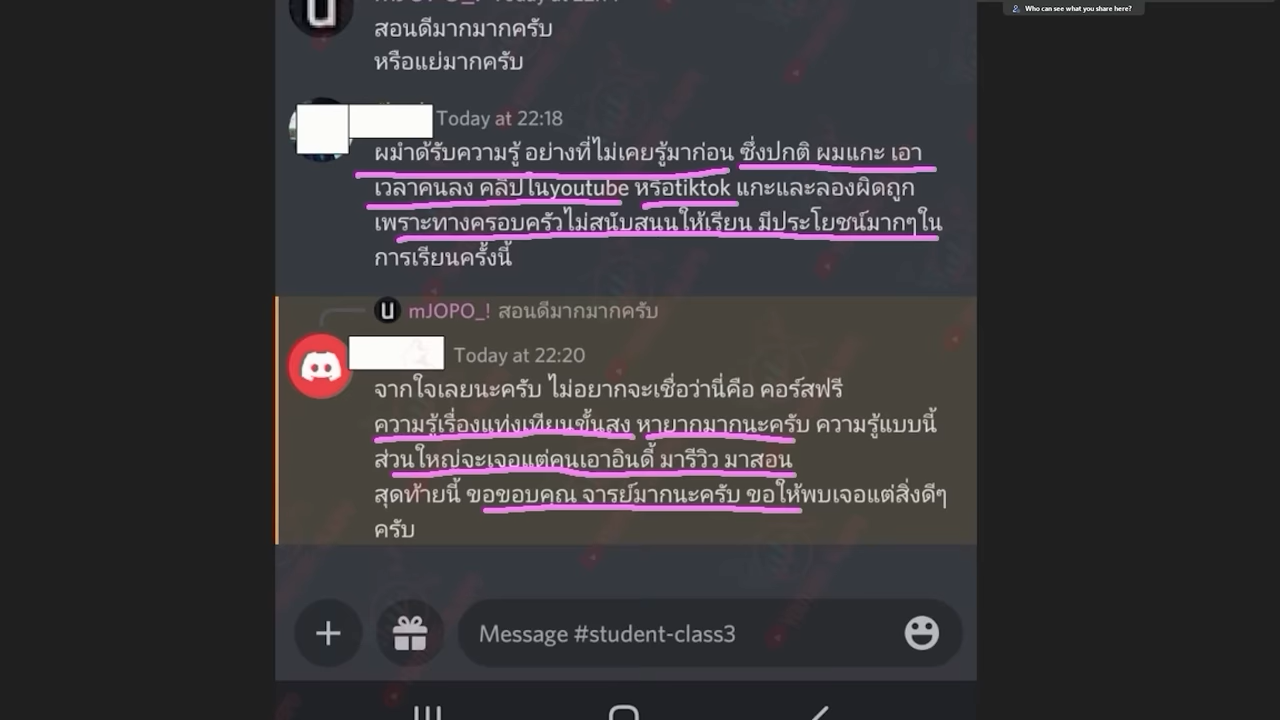 Who can see what you share here?
สอนดีมากมากครับ
หรือแย่มากครับ
Today at 22:18
ผมำด้รับความรู้ อย่างที่ไม่เคยรู้มาก่อน ซึ่งปกติ ผมแกะ เอา
เวลาคนลง คลิปในyoutube หรือtiktok แกะและลองผิดถูก
เพราะทางครอบครัวไม่สนับสนนให้เรียน มีประโยชน์มากๆใน
การเรียนครั้งนี้
mJOPO_! สอนดีมากมากครับ
Today at 22:20
จากใจเลยนะครับ ไม่อยากจะเชื่อว่านี่คือ คอร์สฟรี
ความรู้เรื่องแท่งเทียนขั้นสูง หายากมากนะครับ ความรู้แบบนี้
ส่วนใหญ่จะเจอแต่คนเอาอินดี้ มารีวิว มาสอน
สุดท้ายนี้ ขอขอบคุณ จารย์มากนะครับ ขอให้พบเจอแต่สิ่งดีๆ
ครับ
Message #student-class3